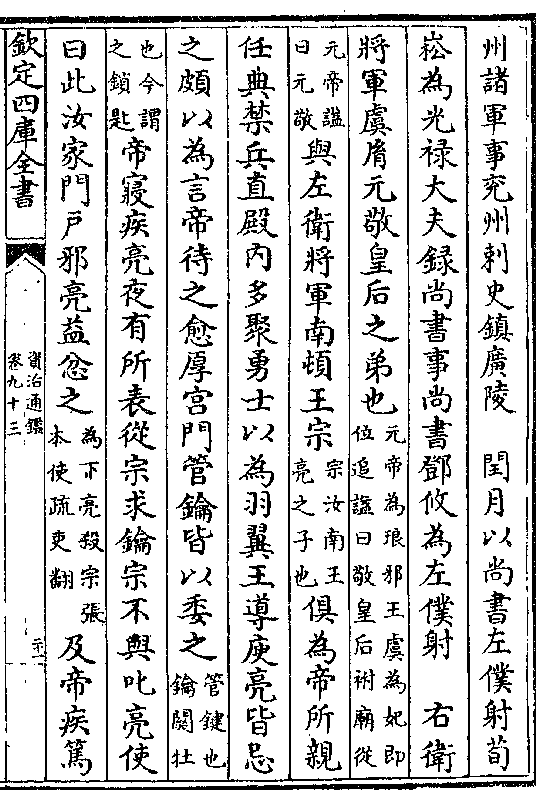 州諸軍事兖州刺史鎮廣陵　閏月以尚書左僕射荀
崧為光禄大夫録尚書事尚書鄧攸為左僕射　右衛
將軍虞㣧元敬皇后之弟也元帝為琅邪王虞為妃即位追諡曰敬皇后祔廟從
元帝諡曰元敬與左衛將軍南頓王宗宗汝南王亮之子也俱為帝所親
任典禁兵直殿内多聚勇士以為羽翼王導庾亮皆忌
之頗以為言帝待之愈厚宫門管鑰皆以委之管鍵也鑰闗牡
也今謂之鎖匙帝寢疾亮夜有所表從宗求鑰宗不與叱亮使
曰此汝家門戸邪亮益忿之為下亮殺宗張本使疏吏翻及帝疾篤
欽定四庫全書
資治通鑑
卷九十三